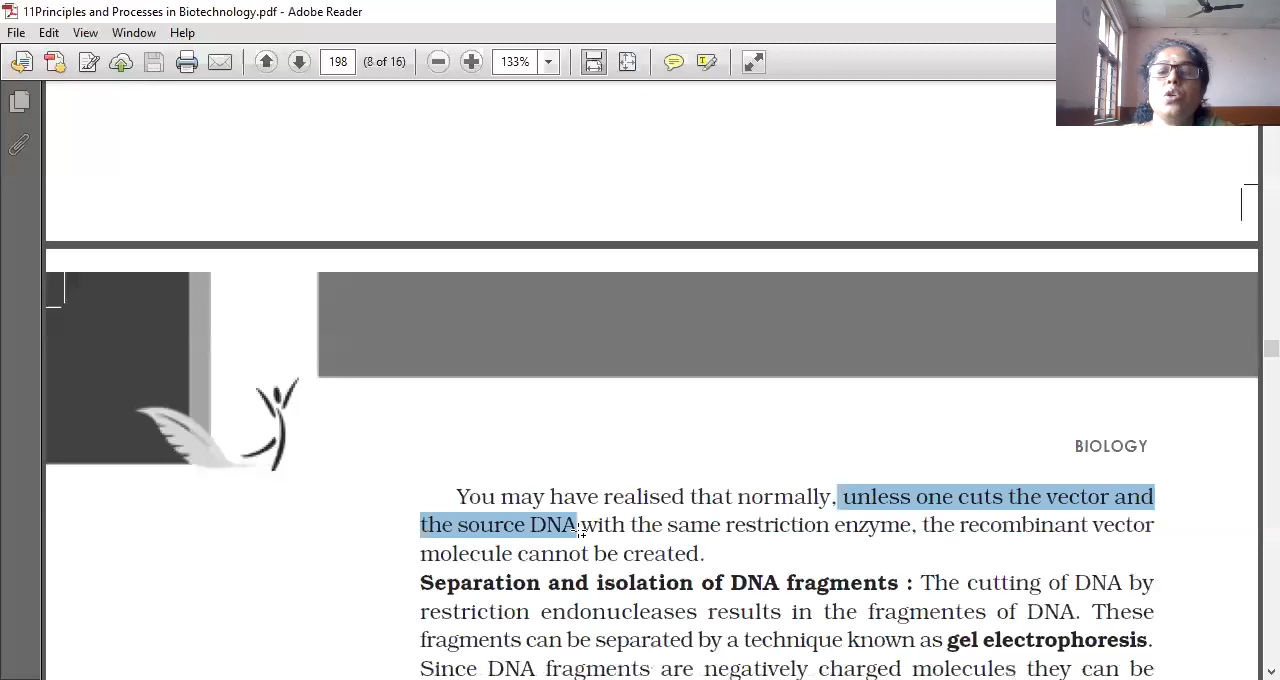 11Principles and Processes in Biotechnology.pdf - Adobe Reader
File Edit View Window Help
198 (8 of 16) 133%
BIOLOGY
You may have realised that normally, unless one cuts the vector and
the source DNA with the same restriction enzyme, the recombinant vector
molecule cannot be created.
Separation and isolation of DNA fragments : The cutting of DNA by
restriction endonucleases results in the fragmentes of DNA. These
fragments can be separated by a technique known as gel electrophoresis.
Since DNA fragments are negatively charged molecules they can be